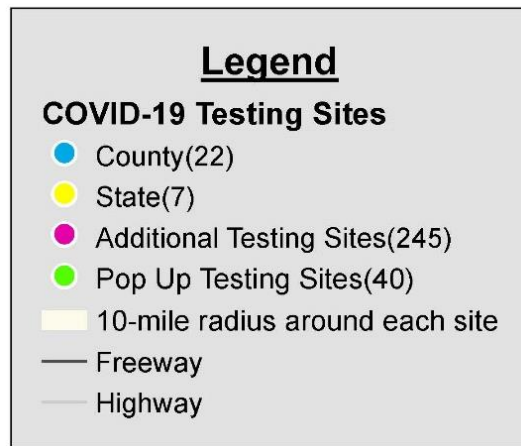 Legend
COVID-19 Testing Sites
County(22)
State(7)
Additional Testing Sites(245)
Pop Up Testing Sites(40)
10-mile radius around each site
Freeway
Highway